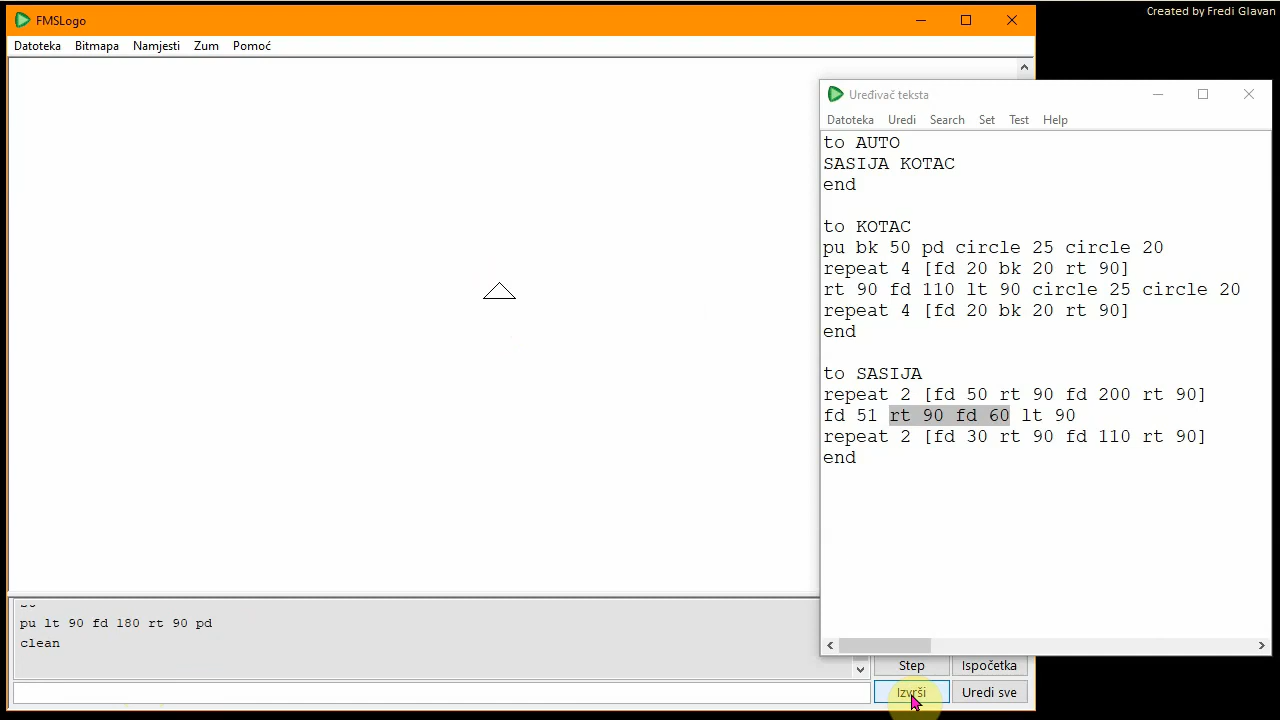 Created by Fredi Glavan
FMSLogo
Datoteka Bitmapa Namjesti Zum Pomoć
Uređivač teksta
Datoteka Uredi Search Set Test Help
to AUTO
SASIJA KOTAC
end
to KOTAC
pu bk 50 pd circle 25 circle 20
repeat 4 [fd 20 bk 20 rt 90]
rt 90 fd 110 lt 90 circle 25 circle 20
repeat 4 [fd 20 bk 20 rt 90]
end
to SASIJA
repeat 2 [fd 50 rt 90 fd 200 rt 90]
fd 51 rt 90 fd 60 lt 90
repeat 2 [fd 30 rt 90 fd 110 rt 90]
end
pu lt 90 fd 180 rt 90 pd
clean
Step Ispočetka
Izvrši Uredi sve